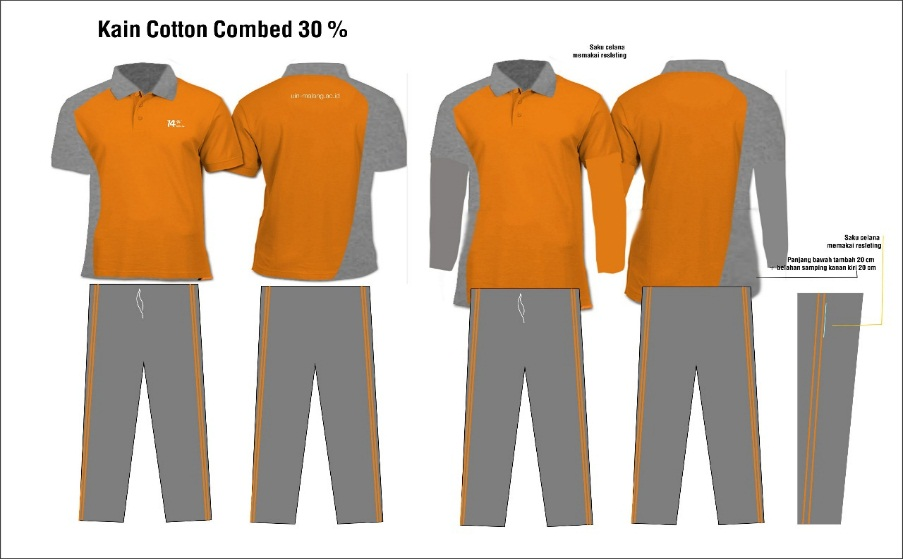 Kain Cotton Combed 30 %
Saku celana
memakai resleting
14
Saku celana
memakai resleting
Panjang bawah tambah 20 cm
belahan samping kanan kiri 20 cm